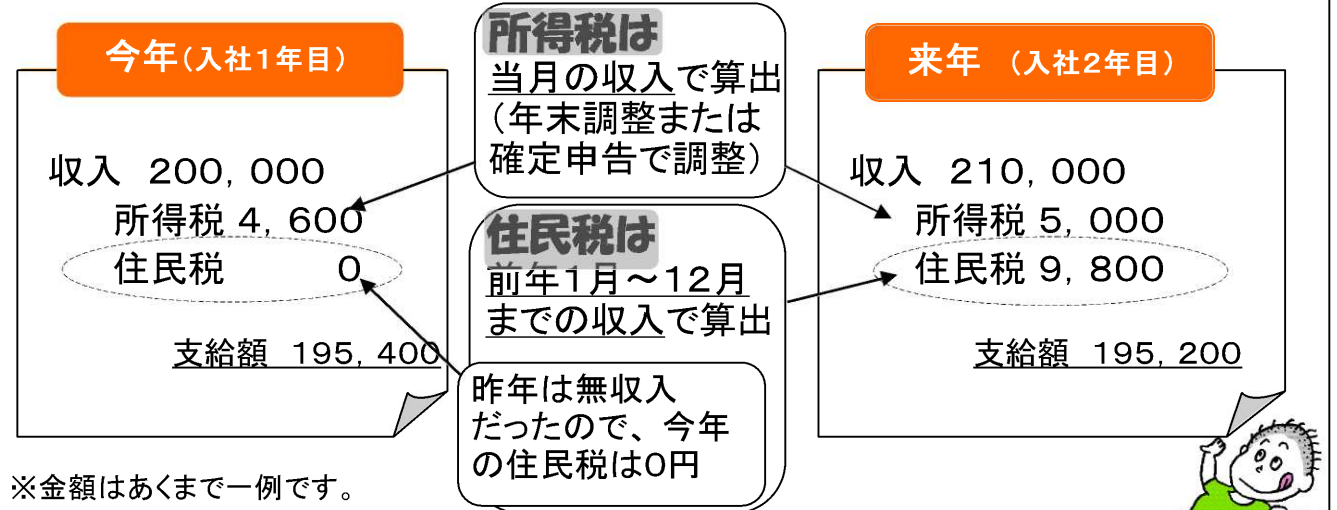 今年(入社1年目)
収入 200,000
所得税 4,600
住民税 0
支給額 195,400
※金額はあくまで一例です。
所得税は
当月の収入で算出
(年末調整または
確定申告で調整)
住民税は
前年1月～12月
までの収入で算出
昨年は無収入
だったので、今年
の住民税は0円
来年 (入社2年目)
収入 210,000
所得税 5,000
住民税 9,800
支給額 195,200